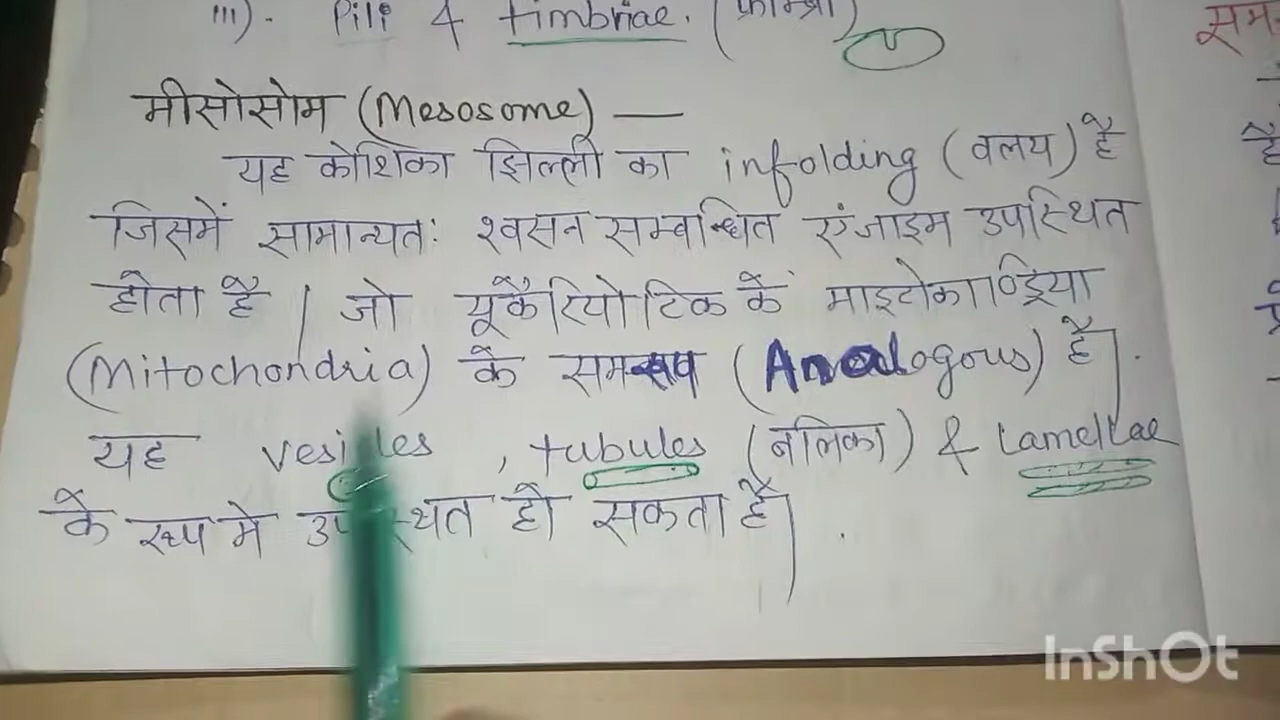 iii). Pili & fimbriae. (
मीसोसोम (Mesosome) —
यह कोशिका झिल्ली का infolding (वलय) है
जिसमें सामान्यतः श्वसन सम्बन्धित एंजाइम उपस्थित
होता है। जो यूकैरियोटिक के माइटोकाण्ड्रिया
(Mitochondria) के (Analogous) है।
यह vesicles, tubules (नलिका) & Lamellae
के रूप मे उपस्थित हो सकता है।
InShOt